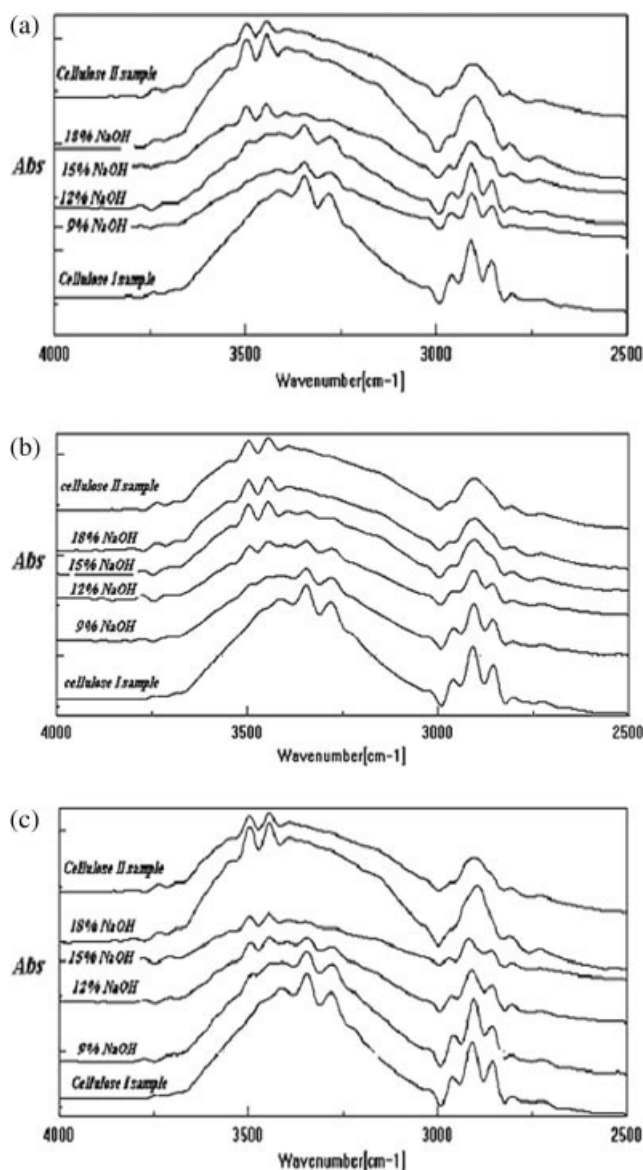 (a)
Cellulose II sample
18% NaOH
Abs
15% NaOH
12% NaOH
9% NaOH
Cellulose I sample
4000 3500 3000 2500
Wavenumber[cm-1]
(b)
cellulose II sample
Abs
18% NaOH
15% NaOH
12% NaOH
9% NaOH
cellulose I sample
4000 3500 3000 2500
Wavenumber[cm-1]
(c)
Cellulose II sample
18% NaOH
15% NaOH
Abs
12% NaOH
9% NaOH
Cellulose I sample
4000 3500 3000 2500
Wavenumber[cm-1]